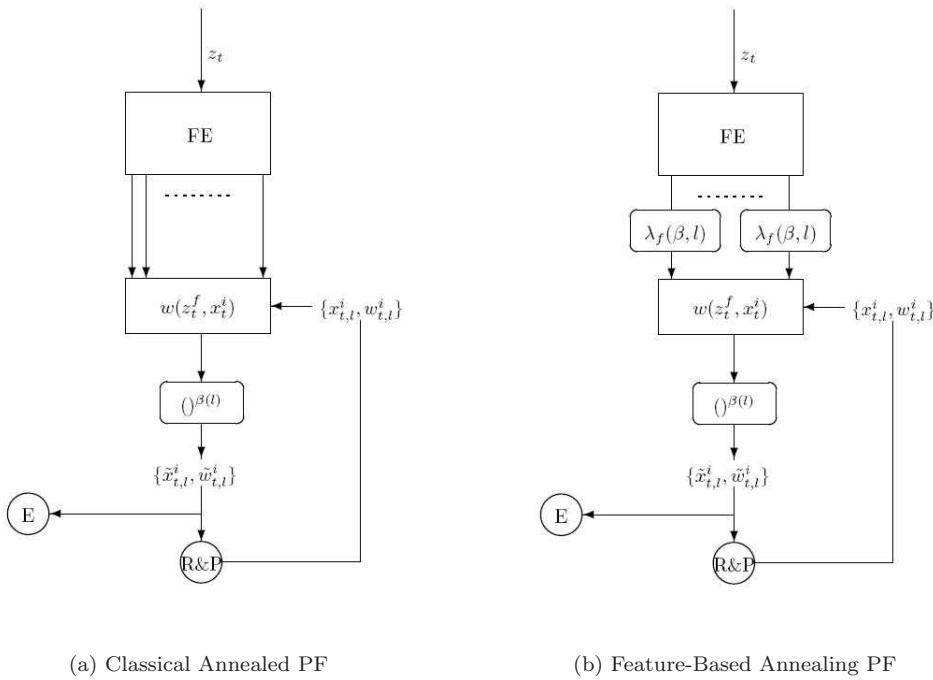 z_t
FE
w(z_t^f, x_t^i)
{x_{t,l}^i, w_{t,l}^i}
()^{β(l)}
{x̃_{t,l}^i, w̃_{t,l}^i}
E
R&P
(a) Classical Annealed PF
z_t
FE
λ_f(β, l)
λ_f(β, l)
w(z_t^f, x_t^i)
{x_{t,l}^i, w_{t,l}^i}
()^{β(l)}
{x̃_{t,l}^i, w̃_{t,l}^i}
E
R&P
(b) Feature-Based Annealing PF